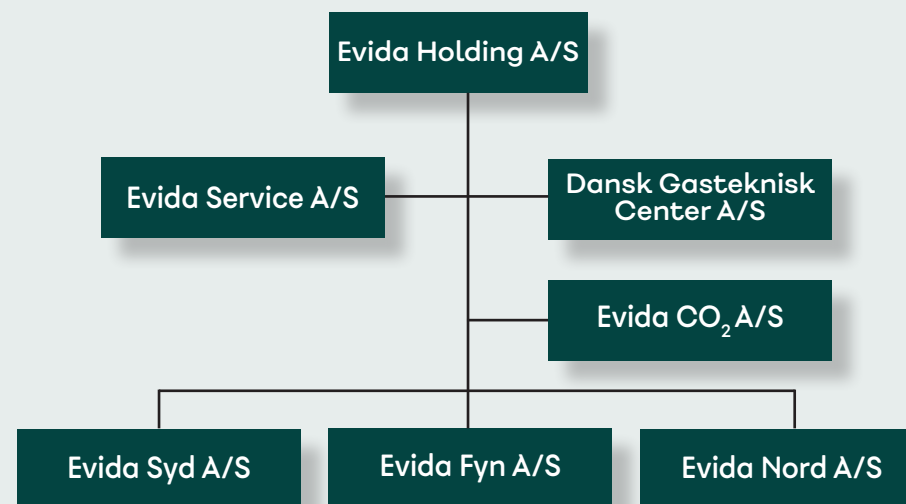 Evida Holding A/S
Evida Service A/S
Dansk Gasteknisk
Center A/S
Evida CO₂ A/S
Evida Syd A/S
Evida Fyn A/S
Evida Nord A/S